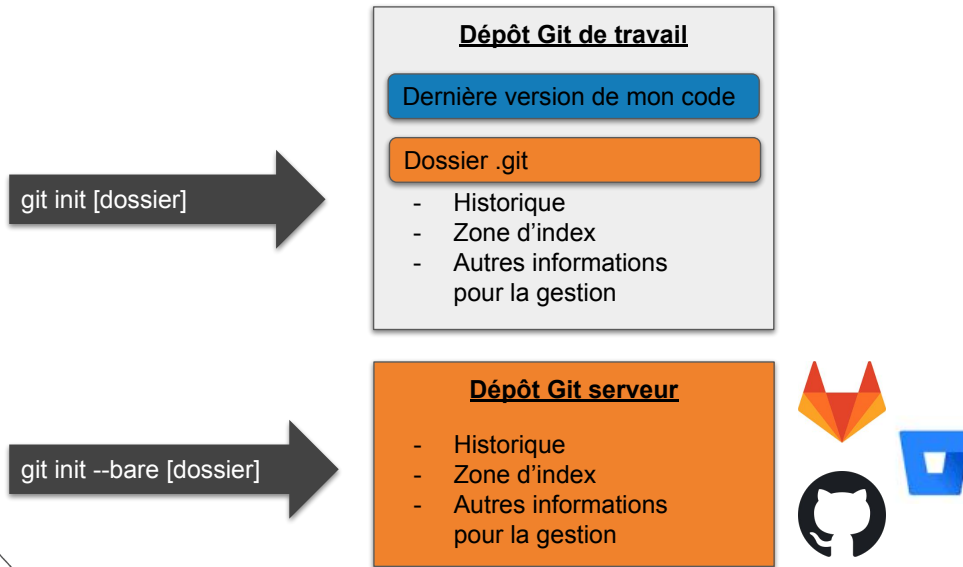 Dépôt Git de travail
Dernière version de mon code
Dossier .git
git init [dossier]
- Historique
- Zone d’index
- Autres informations
pour la gestion
Dépôt Git serveur
git init --bare [dossier]
- Historique
- Zone d’index
- Autres informations
pour la gestion